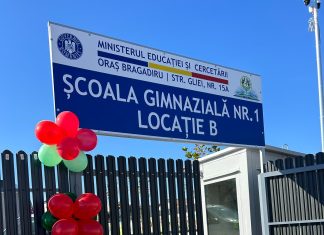 MINISTERUL EDUCAȚIEI ȘI CERCETĂRII
ORAȘ BRAGADIRU | STR. GLIEI, NR. 15A
ȘCOALA GIMNAZIALĂ NR.1
LOCAȚIE B